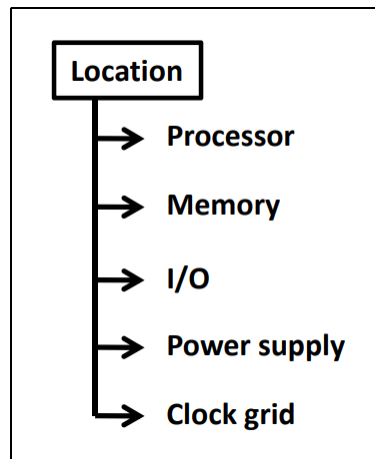 Location
Processor
Memory
I/O
Power supply
Clock grid